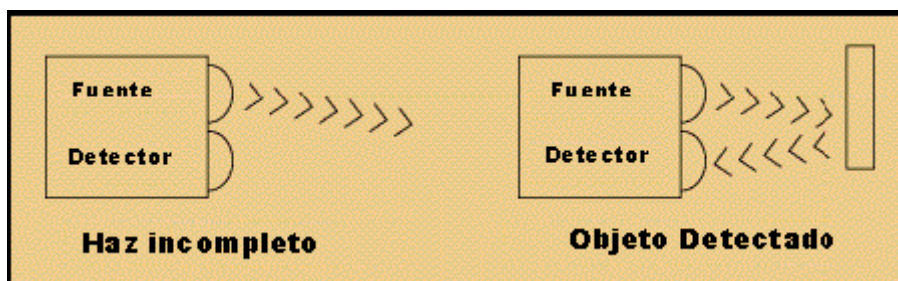 Fuente
Detector
Haz incompleto
Fuente
Detector
Objeto Detectado